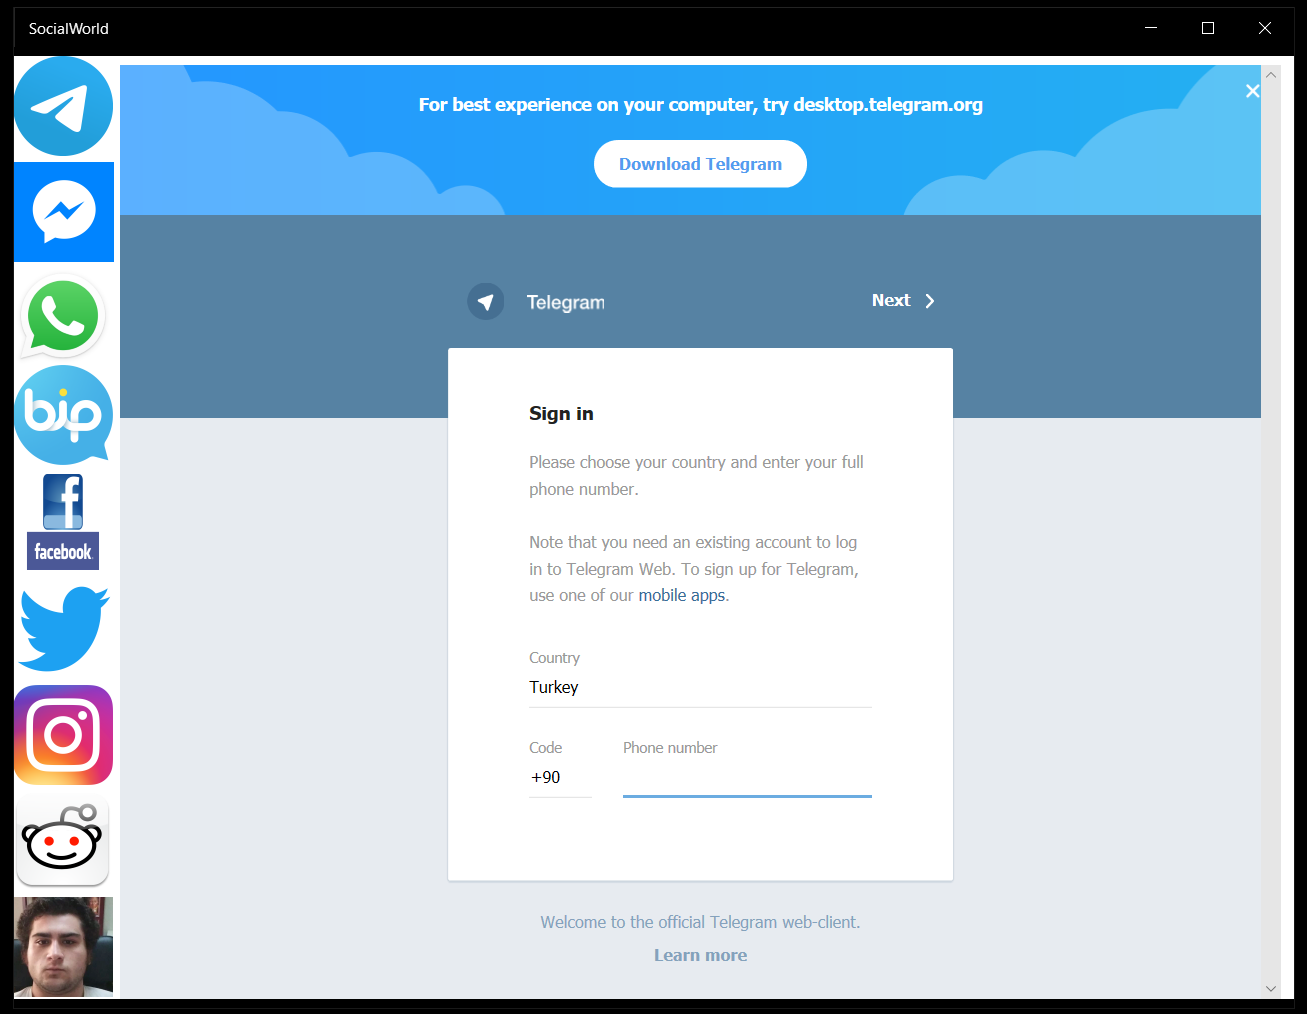 SocialWorld
For best experience on your computer, try desktop.telegram.org
Download Telegram
Telegram
Next
bip
facebook
Sign in
Please choose your country and enter your full
phone number.
Note that you need an existing account to log
in to Telegram Web. To sign up for Telegram,
use one of our mobile apps.
Country
Turkey
Code
Phone number
+90
Welcome to the official Telegram web-client.
Learn more